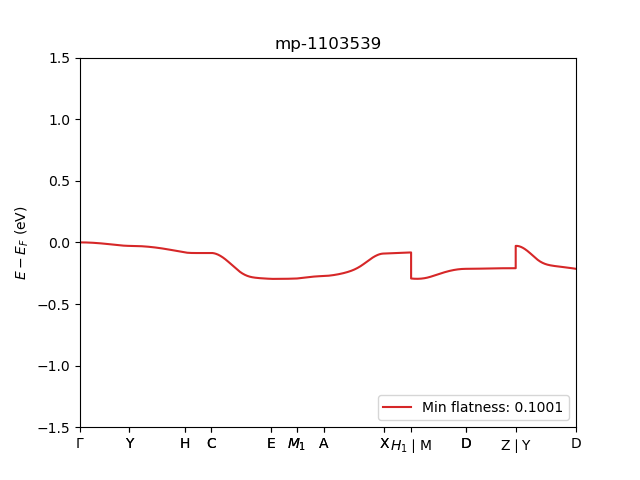 mp-1103539
E − E_F (eV)
1.5
1.0
0.5
0.0
−0.5
−1.0
−1.5
Min flatness: 0.1001
Γ Y H C E M_1 A X H_1 | M D Z | Y D